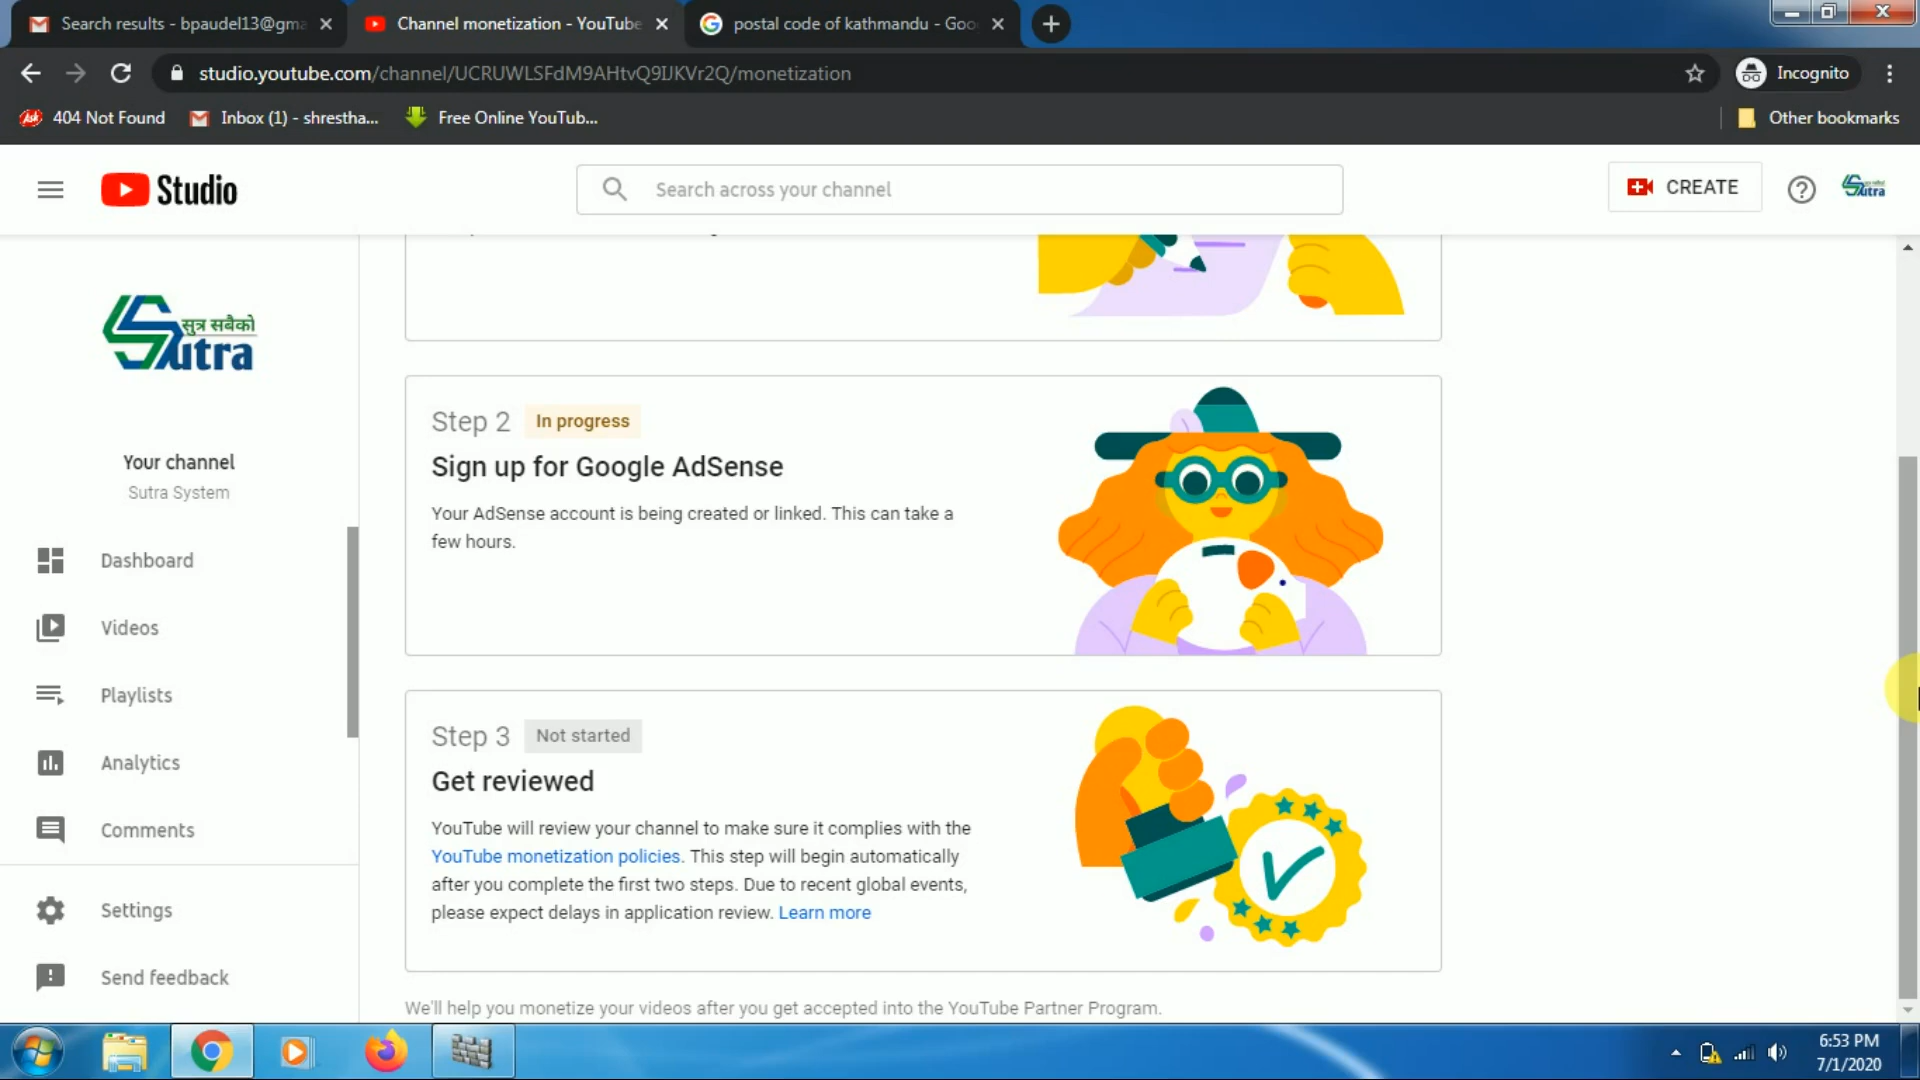 Search results - bpaudel13@gma
Channel monetization - YouTube
postal code of kathmandu - Goo
studio.youtube.com/channel/UCRUWLSFdM9AHtvQ9IJKVr2Q/monetization
Incognito
404 Not Found
Inbox (1) - shrestha...
Free Online YouTub...
Other bookmarks
Studio
Search across your channel
CREATE
Sutra
सुत्र सबैको
Sutra
Your channel
Sutra System
Dashboard
Videos
Playlists
Analytics
Comments
Settings
Send feedback
Step 2
In progress
Sign up for Google AdSense
Your AdSense account is being created or linked. This can take a
few hours.
Step 3
Not started
Get reviewed
YouTube will review your channel to make sure it complies with the
YouTube monetization policies. This step will begin automatically
after you complete the first two steps. Due to recent global events,
please expect delays in application review. Learn more
We'll help you monetize your videos after you get accepted into the YouTube Partner Program.
6:53 PM
7/1/2020